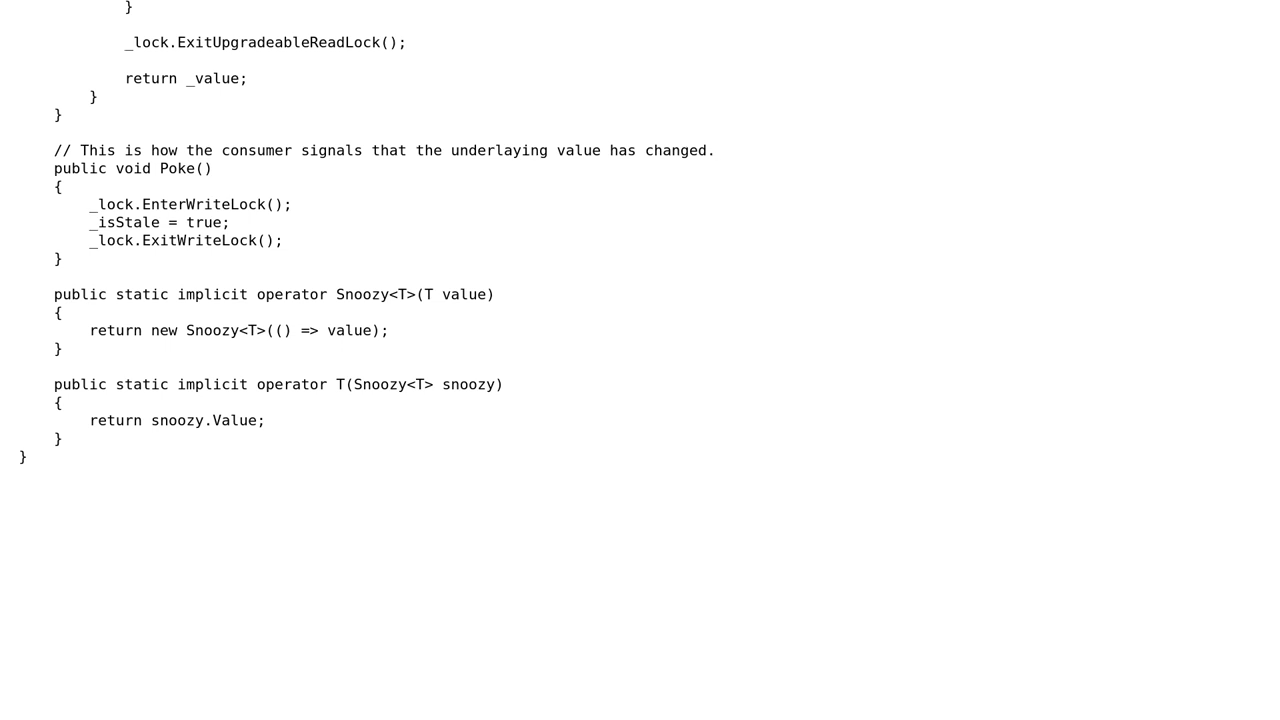 }

            _lock.ExitUpgradeableReadLock();

            return _value;
        }
    }

    // This is how the consumer signals that the underlaying value has changed.
    public void Poke()
    {
        _lock.EnterWriteLock();
        _isStale = true;
        _lock.ExitWriteLock();
    }

    public static implicit operator Snoozy<T>(T value)
    {
        return new Snoozy<T>(() => value);
    }

    public static implicit operator T(Snoozy<T> snoozy)
    {
        return snoozy.Value;
    }
}